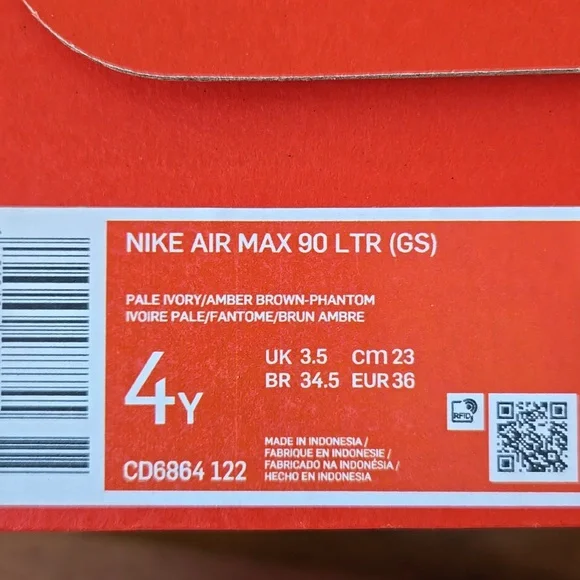 NIKE AIR MAX 90 LTR (GS)
PALE IVORY/AMBER BROWN-PHANTOM
IVOIRE PALE/FANTOME/BRUN AMBRE
4Y
UK 3.5 cm 23
BR 34.5 EUR 36
RFID
MADE IN INDONESIA /
FABRIQUE EN INDONESIE /
FABRICADO NA INDONÉSIA /
HECHO EN INDONESIA
CD6864 122